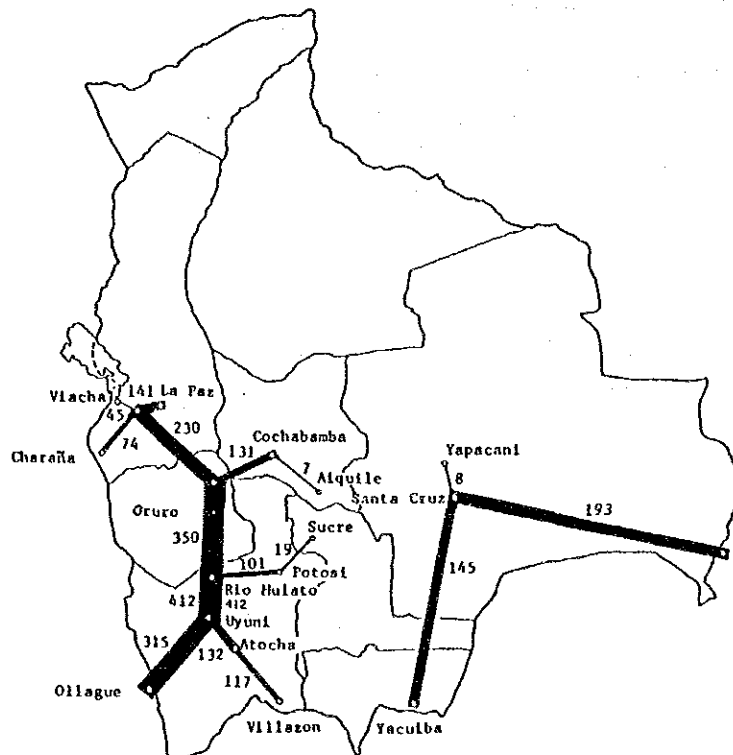 Viacha
141 La Paz
45
230
74
Charaña
Cochabamba
131
7
Aiquile
Yapacani
8
Santa Cruz
193
Oruro
Sucre
350
19
145
101
Potosi
Rio Mulato
412
412
Uyuni
315
132
Atocha
117
Ollague
Villazon
Yacuiba